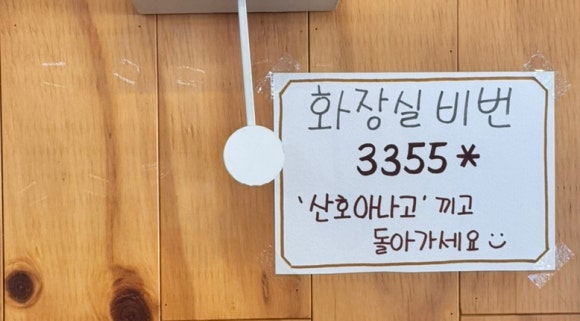 화장실 비번
3355*
'산호아나고' 끼고
돌아가세요